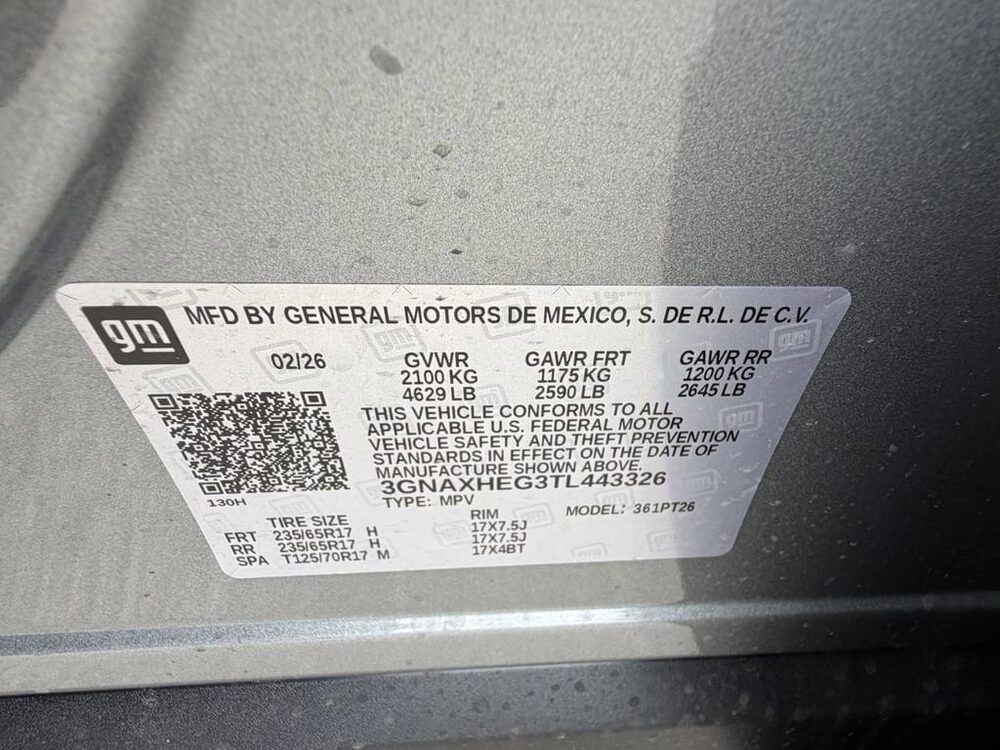 gm
MFD BY GENERAL MOTORS DE MEXICO, S. DE R.L. DE C.V.
02/26 GVWR GAWR FRT GAWR RR
2100 KG 1175 KG 1200 KG
4629 LB 2590 LB 2645 LB
THIS VEHICLE CONFORMS TO ALL
APPLICABLE U.S. FEDERAL MOTOR
VEHICLE SAFETY AND THEFT PREVENTION
STANDARDS IN EFFECT ON THE DATE OF
MANUFACTURE SHOWN ABOVE.
3GNAXHEG3TL443326
130H TYPE: MPV MODEL: 361PT26
TIRE SIZE RIM
FRT 235/65R17 H 17X7.5J
RR 235/65R17 H 17X7.5J
SPA T125/70R17 M 17X4BT